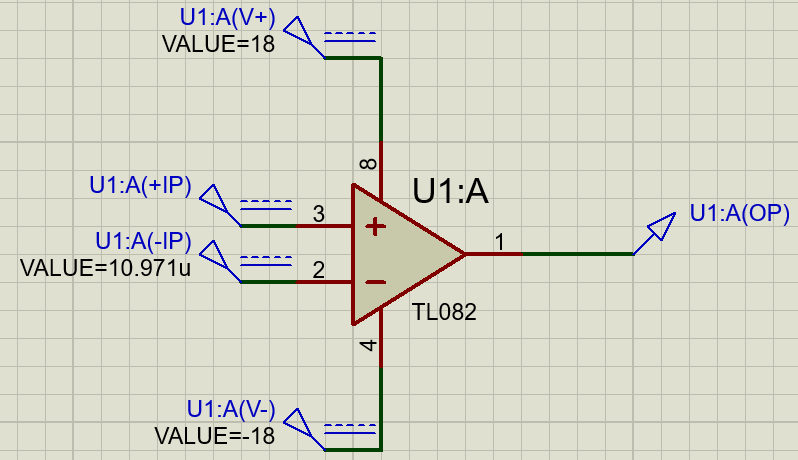 U1:A(V+)
VALUE=18
8
U1:A
U1:A(+IP)
3
U1:A(OP)
1
U1:A(-IP)
VALUE=10.971u
2
TL082
4
U1:A(V-)
VALUE=-18